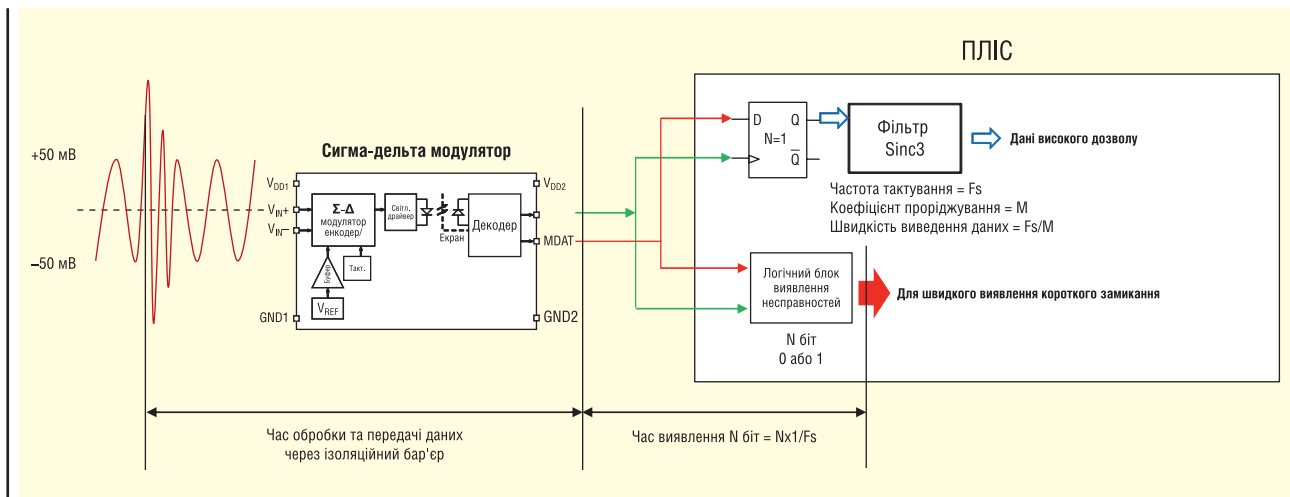 ПЛІС
+50 мВ
–50 мВ
Сигма-дельта модулятор
VDD1
VIN+
VIN–
GND1
Σ-Δ
модулятор
енкодер/
Світл.
драйвер
Екран
Декодер
Буфер
Такт.
VREF
VDD2
MDAT
GND2
D Q
N=1
Q̅
Фільтр
Sinc3
Дані високого дозволу
Частота тактування = Fs
Коефіцієнт проріджування = M
Швидкість виведення даних = Fs/M
Логічний блок
виявлення
несправностей
Для швидкого виявлення короткого замикання
N біт
0 або 1
Час обробки та передачі даних
через ізоляційний бар'єр
Час виявлення N біт = Nx1/Fs